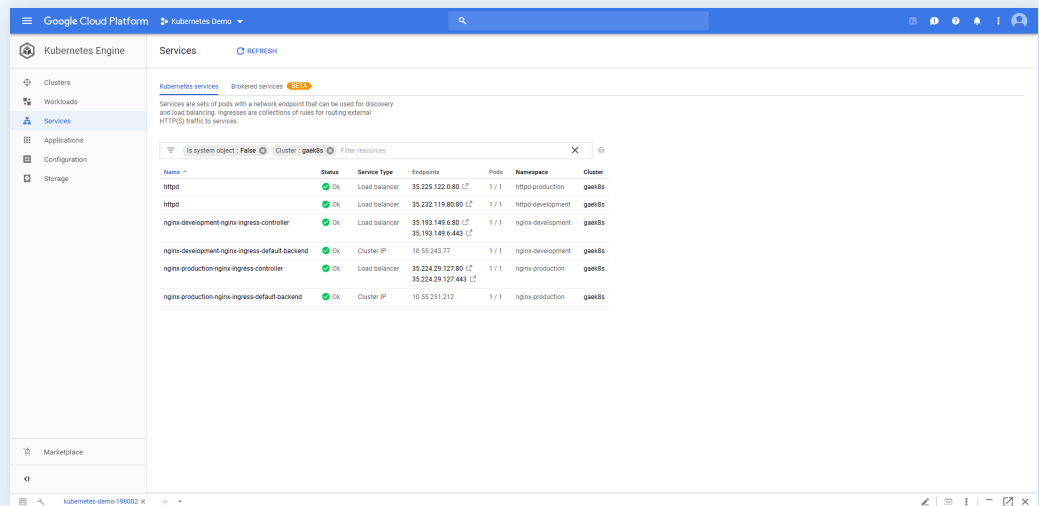 Google Cloud Platform Kubernetes Demo
Kubernetes Engine
Services REFRESH
Clusters
Workloads
Services
Applications
Configuration
Storage
Marketplace
Kubernetes services Brokered services BETA
Services are sets of pods with a network endpoint that can be used for discovery
and load balancing. Ingresses are collections of rules for routing external
HTTP(S) traffic to services.
Is system object : False Cluster : gaek8s Filter resources
Name Status Service Type Endpoints Pods Namespace Cluster
httpd Ok Load balancer 35.225.122.0:80 1 / 1 httpd-production gaek8s
httpd Ok Load balancer 35.232.119.80:80 1 / 1 httpd-development gaek8s
nginx-development-nginx-ingress-controller Ok Load balancer 35.193.149.6:80 1 / 1 nginx-development gaek8s
35.193.149.6:443
nginx-development-nginx-ingress-default-backend Ok Cluster IP 10.55.243.77 1 / 1 nginx-development gaek8s
nginx-production-nginx-ingress-controller Ok Load balancer 35.224.29.127:80 1 / 1 nginx-production gaek8s
35.224.29.127:443
nginx-production-nginx-ingress-default-backend Ok Cluster IP 10.55.251.212 1 / 1 nginx-production gaek8s
kubernetes-demo-198002